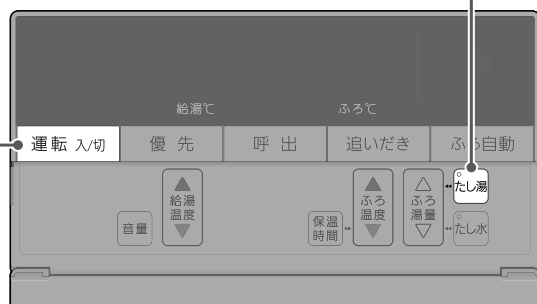 給湯℃ ふろ℃
運転 入/切 優先 呼出 追いだき ふろ自動
給湯
温度
音量
保温
時間
ふろ
温度
ふろ
湯量
たし湯
たし水